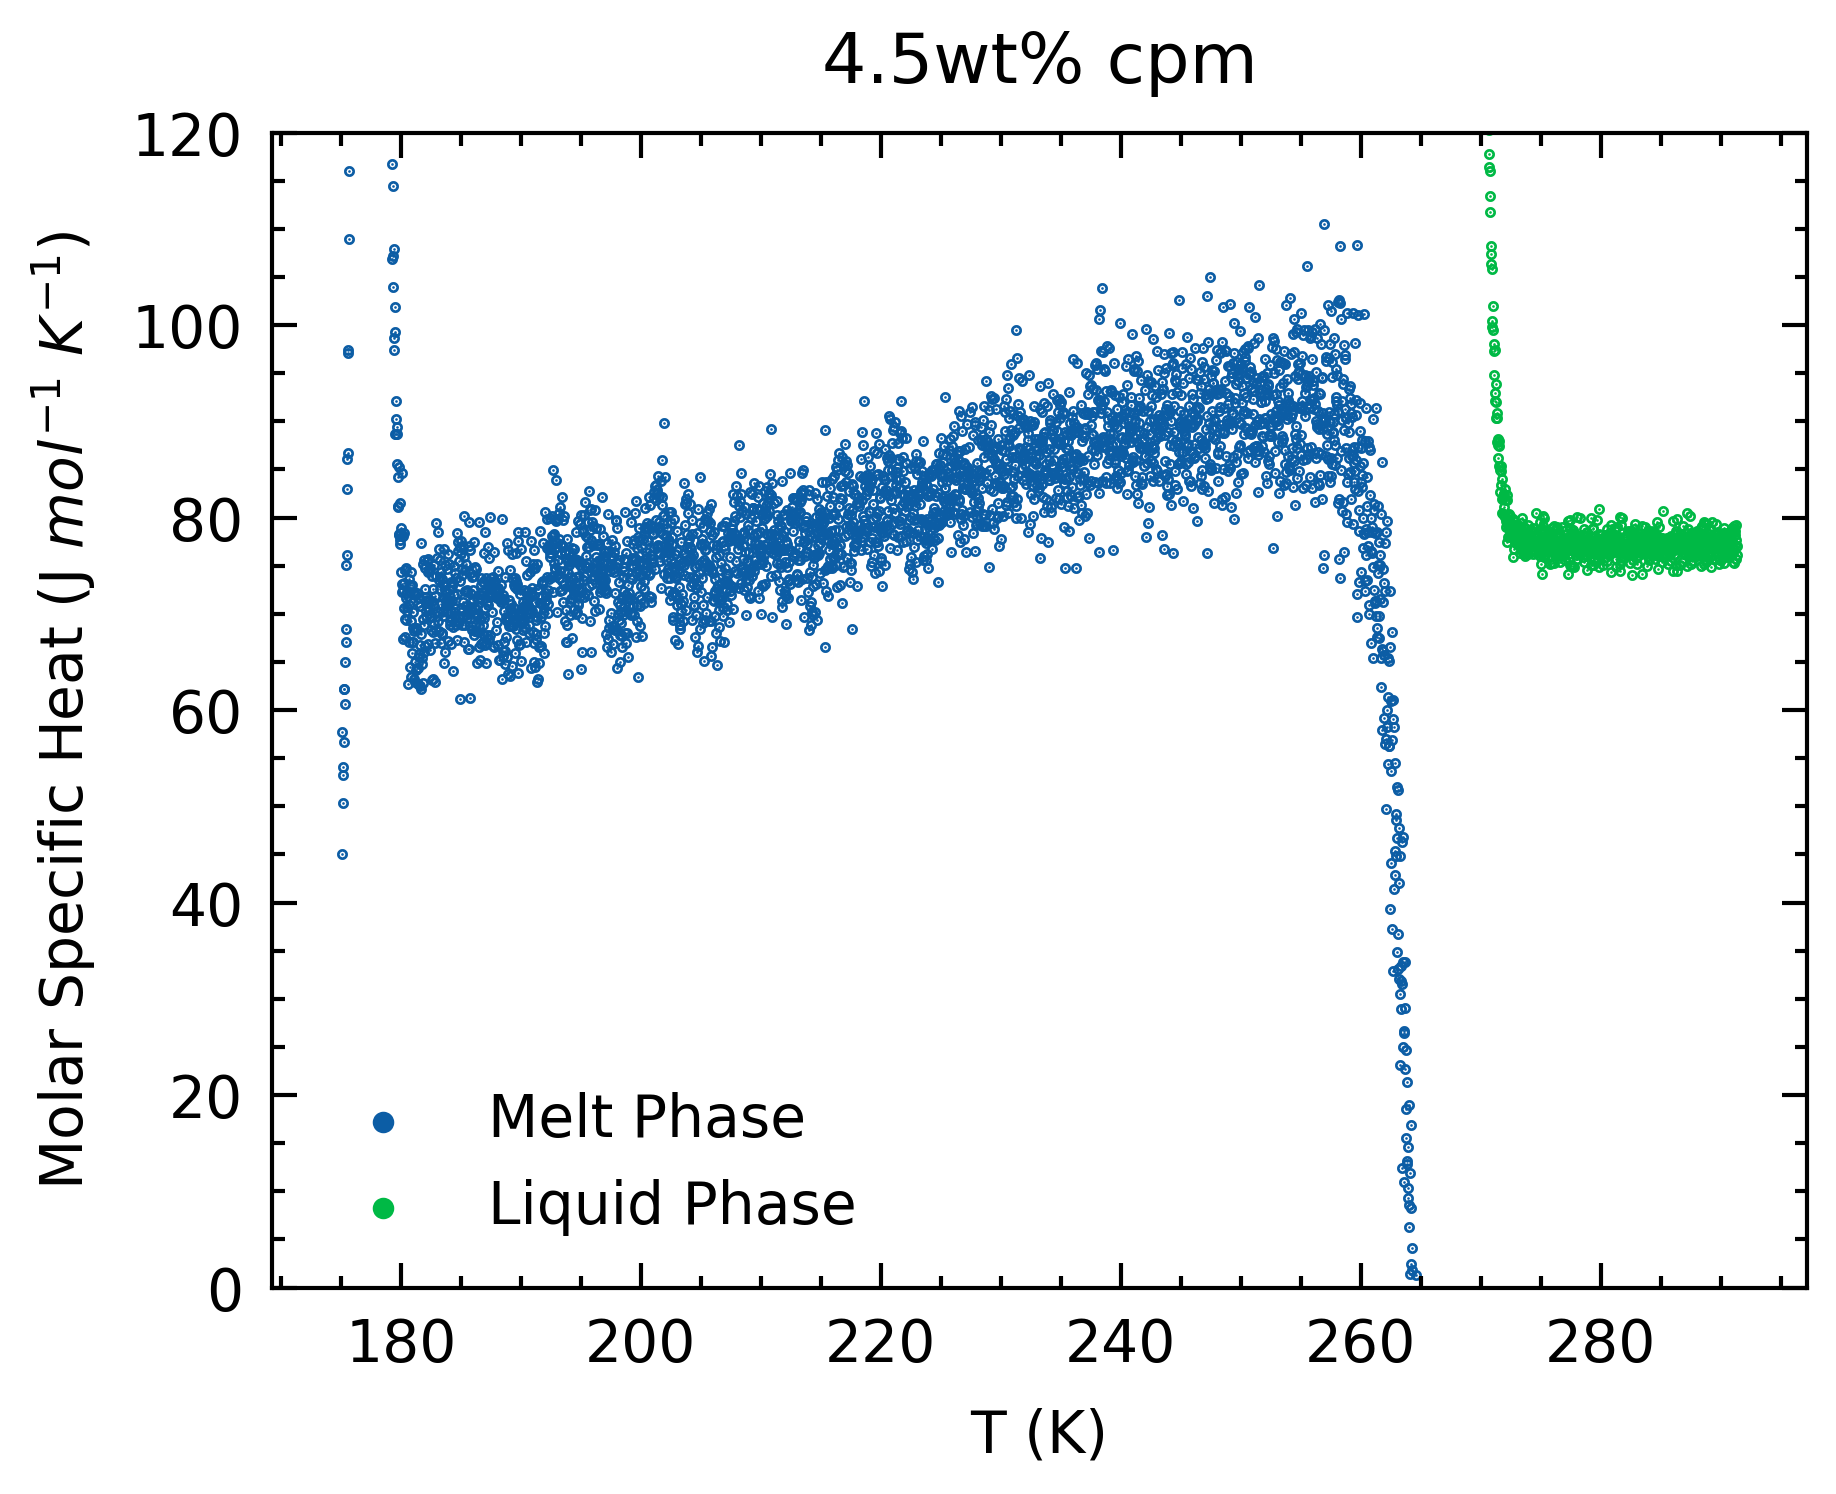 4.5wt% cpm
Molar Specific Heat (J mol⁻¹ K⁻¹)
120
100
80
60
40
20
0
Melt Phase
Liquid Phase
180 200 220 240 260 280
T (K)